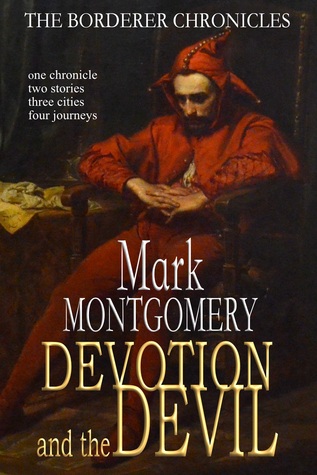 THE BORDERER CHRONICLES
one chronicle
two stories
three cities
four journeys
Mark
MONTGOMERY
DEVOTION
and the DEVIL